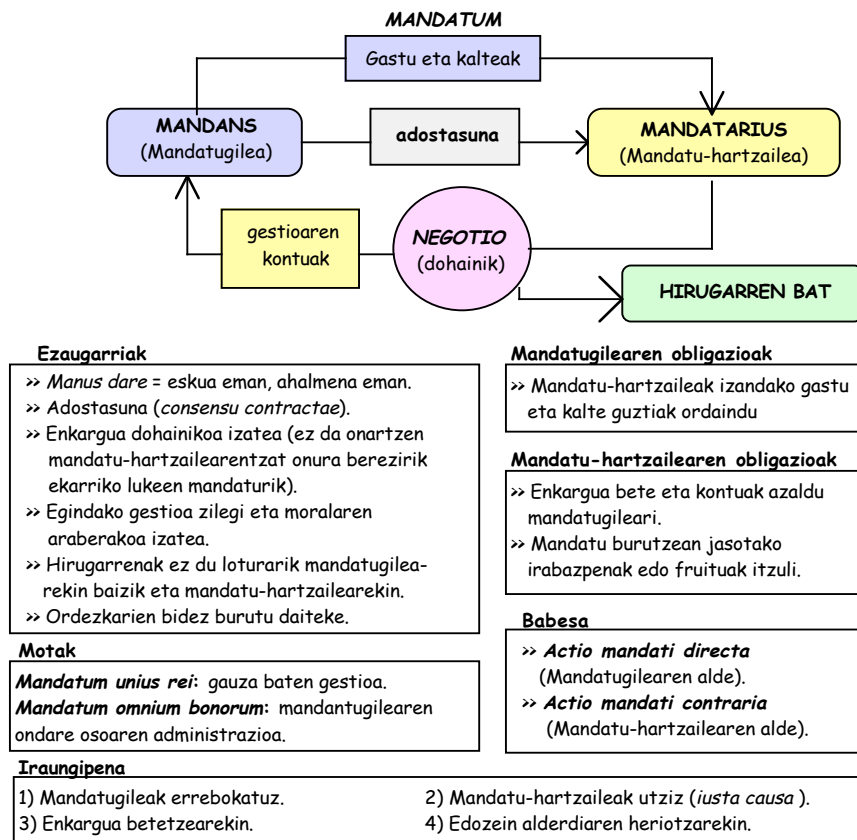 MANDATUM
Gastu eta kalteak
MANDANS
(Mandatugilea)
adostasuna
MANDATARIUS
(Mandatu-hartzailea)
gestioaren
kontuak
NEGOTIO
(dohainik)
HIRUGARREN BAT
Ezaugarriak
» Manus dare = eskua eman, ahalmena eman.
» Adostasuna (consensu contractae).
» Enkargua dohainikoa izatea (ez da onartzen
mandatu-hartzailearentzat onura berezirik
ekarriko lukeen mandaturik).
» Egindako gestioa zilegi eta moralaren
araberakoa izatea.
» Hirugarrenak ez du loturarik mandatugilea-
rekin baizik eta mandatu-hartzailearekin.
» Ordezkarien bidez burutu daiteke.
Motak
Mandatum unius rei: gauza baten gestioa.
Mandatum omnium bonorum: mandantugilearen
ondare osoaren administrazioa.
Mandatugilearen obligazioak
» Mandatu-hartzaileak izandako gastu
eta kalte guztiak ordaindu
Mandatu-hartzailearen obligazioak
» Enkargua bete eta kontuak azaldu
mandatugileari.
» Mandatu burutzean jasotako
irabazpenak edo fruituak itzuli.
Babesa
» Actio mandati directa
(Mandatugilearen alde).
» Actio mandati contraria
(Mandatu-hartzailearen alde).
Iraungipena
1) Mandatugileak errebokatuz. 2) Mandatu-hartzaileak utziz (iusta causa ).
3) Enkargua betetzearekin. 4) Edozein alderdiaren heriotzarekin.